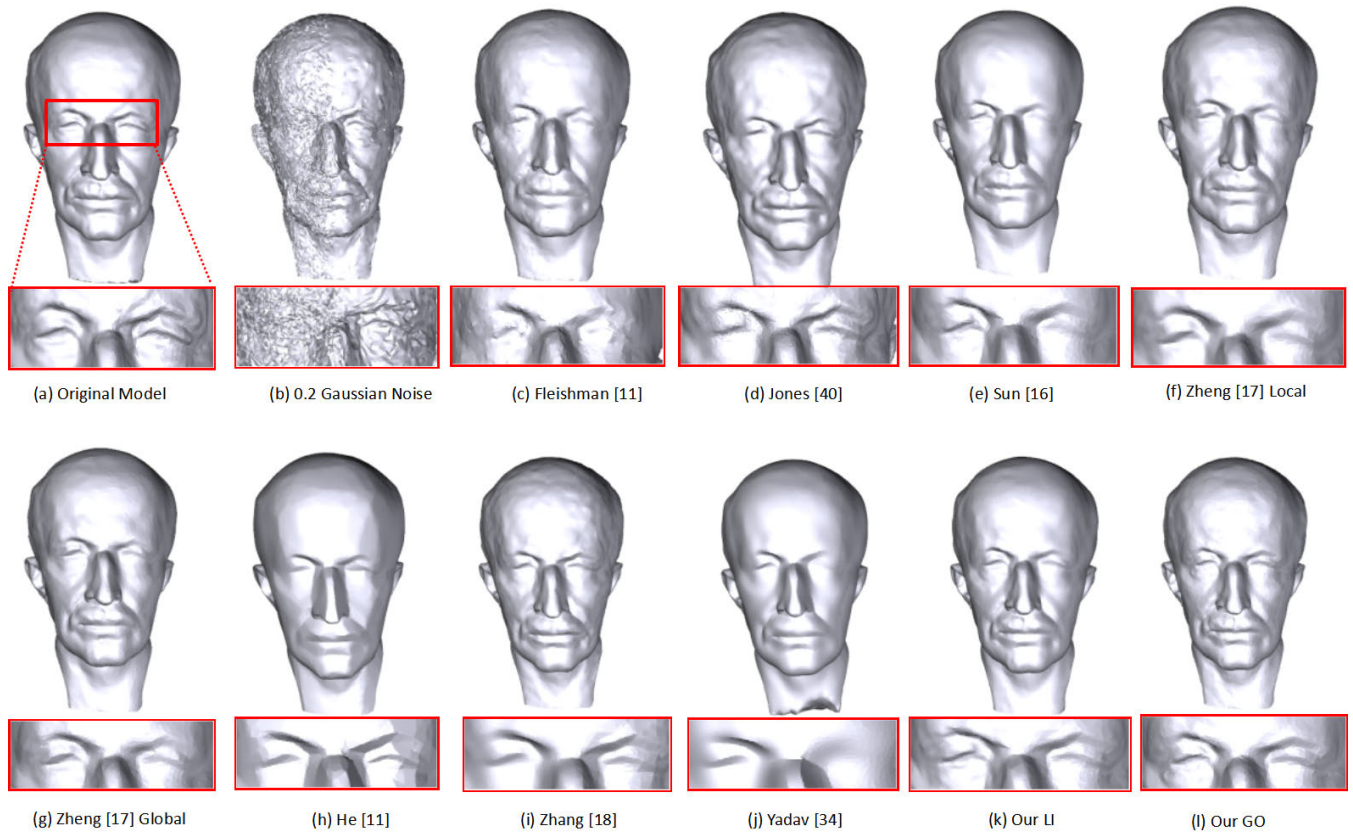 (a) Original Model
(b) 0.2 Gaussian Noise
(c) Fleishman [11]
(d) Jones [40]
(e) Sun [16]
(f) Zheng [17] Local
(g) Zheng [17] Global
(h) He [11]
(i) Zhang [18]
(j) Yadav [34]
(k) Our LI
(l) Our GO